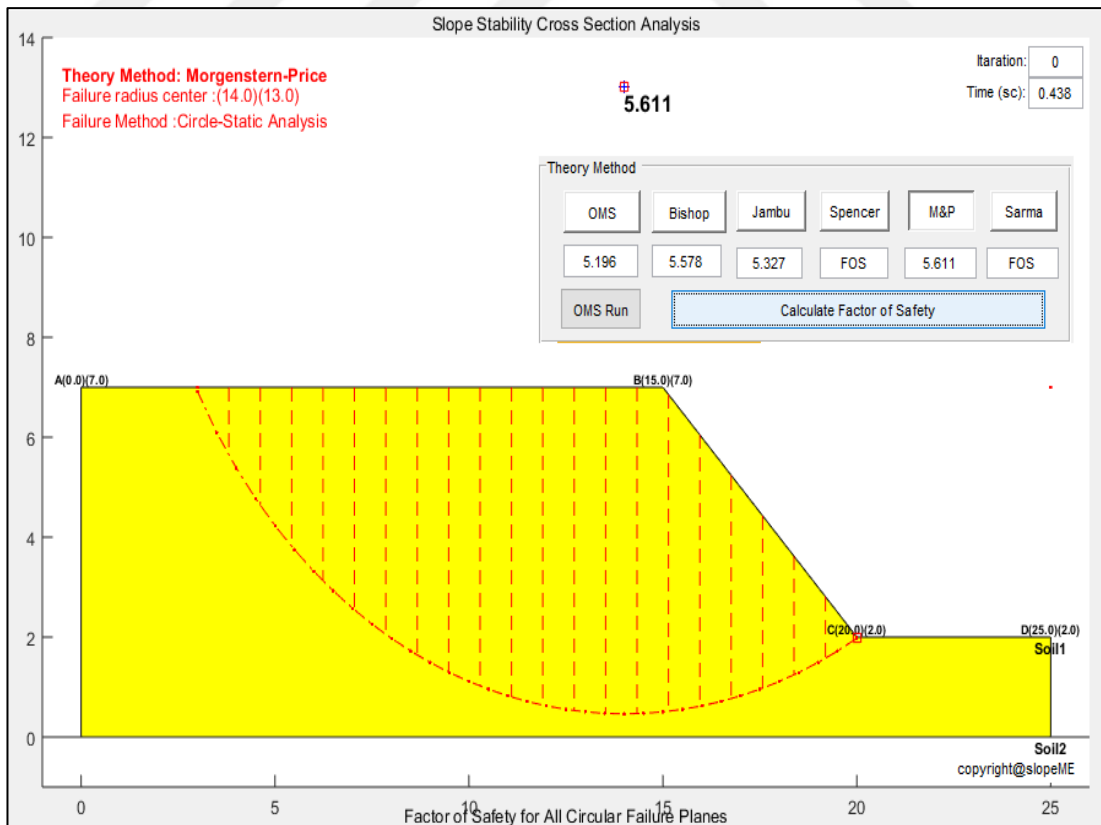 Slope Stability Cross Section Analysis
14
12
10
8
6
4
2
0
Theory Method: Morgenstern-Price
Failure radius center :(14.0)(13.0)
Failure Method :Circle-Static Analysis
5.611
Itaration: 0
Time (sc): 0.438
Theory Method
OMS Bishop Jambu Spencer M&P Sarma
5.196 5.578 5.327 FOS 5.611 FOS
OMS Run Calculate Factor of Safety
A(0.0)(7.0) B(15.0)(7.0)
C(20.0)(2.0) D(25.0)(2.0)
Soil1
Soil2
copyright@slopeME
0 5 10 15 20 25
Factor of Safety for All Circular Failure Planes